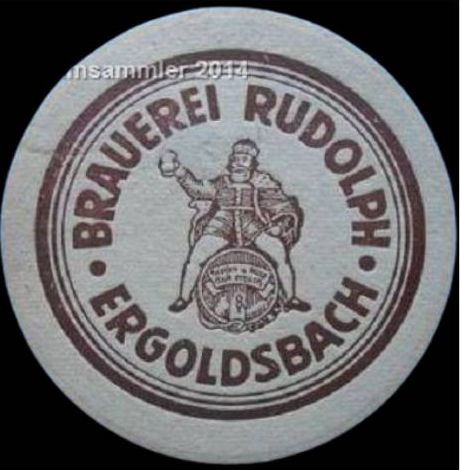 nsammler 2014
BRAUEREI RUDOLPH
ERGOLDSBACH